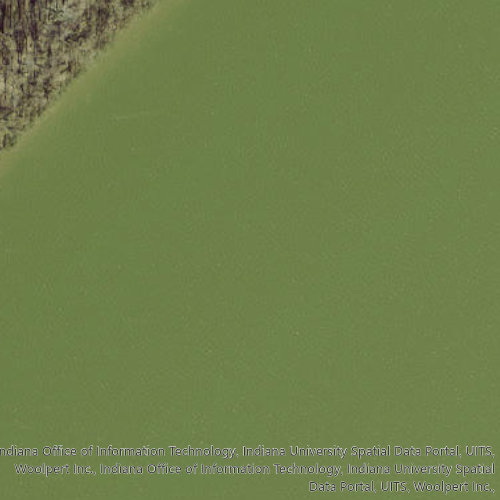 ndiana Office of Information Technology, Indiana University Spatial Data Portal, UITS,
Woolpert Inc., Indiana Office of Information Technology, Indiana University Spatial
Data Portal, UITS, Woolpert Inc.,